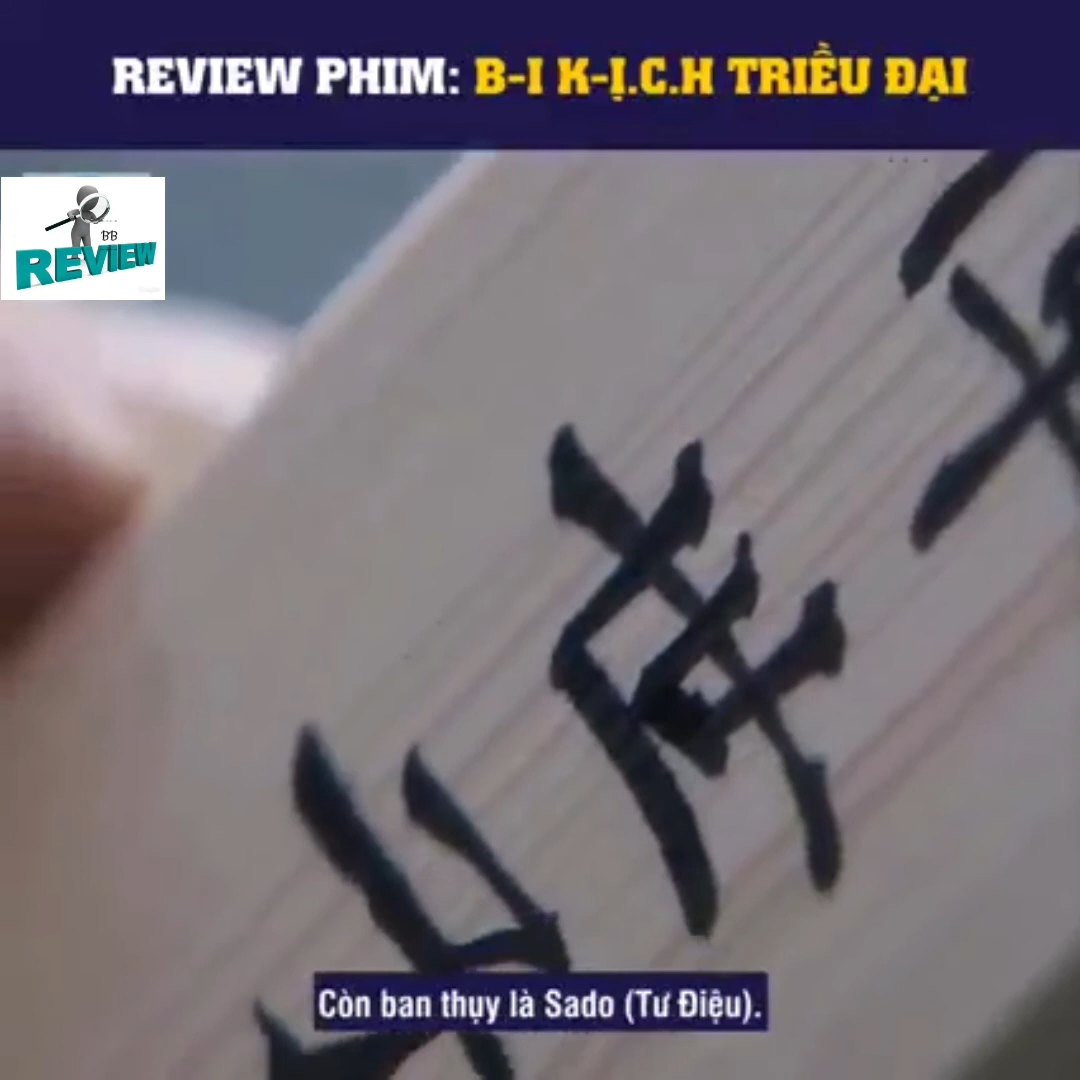 REVIEW PHIM: B-I K-Ị.C.H TRIỀU ĐẠI
BB
REVIEW
Còn ban thụy là Sado (Tư Điệu).